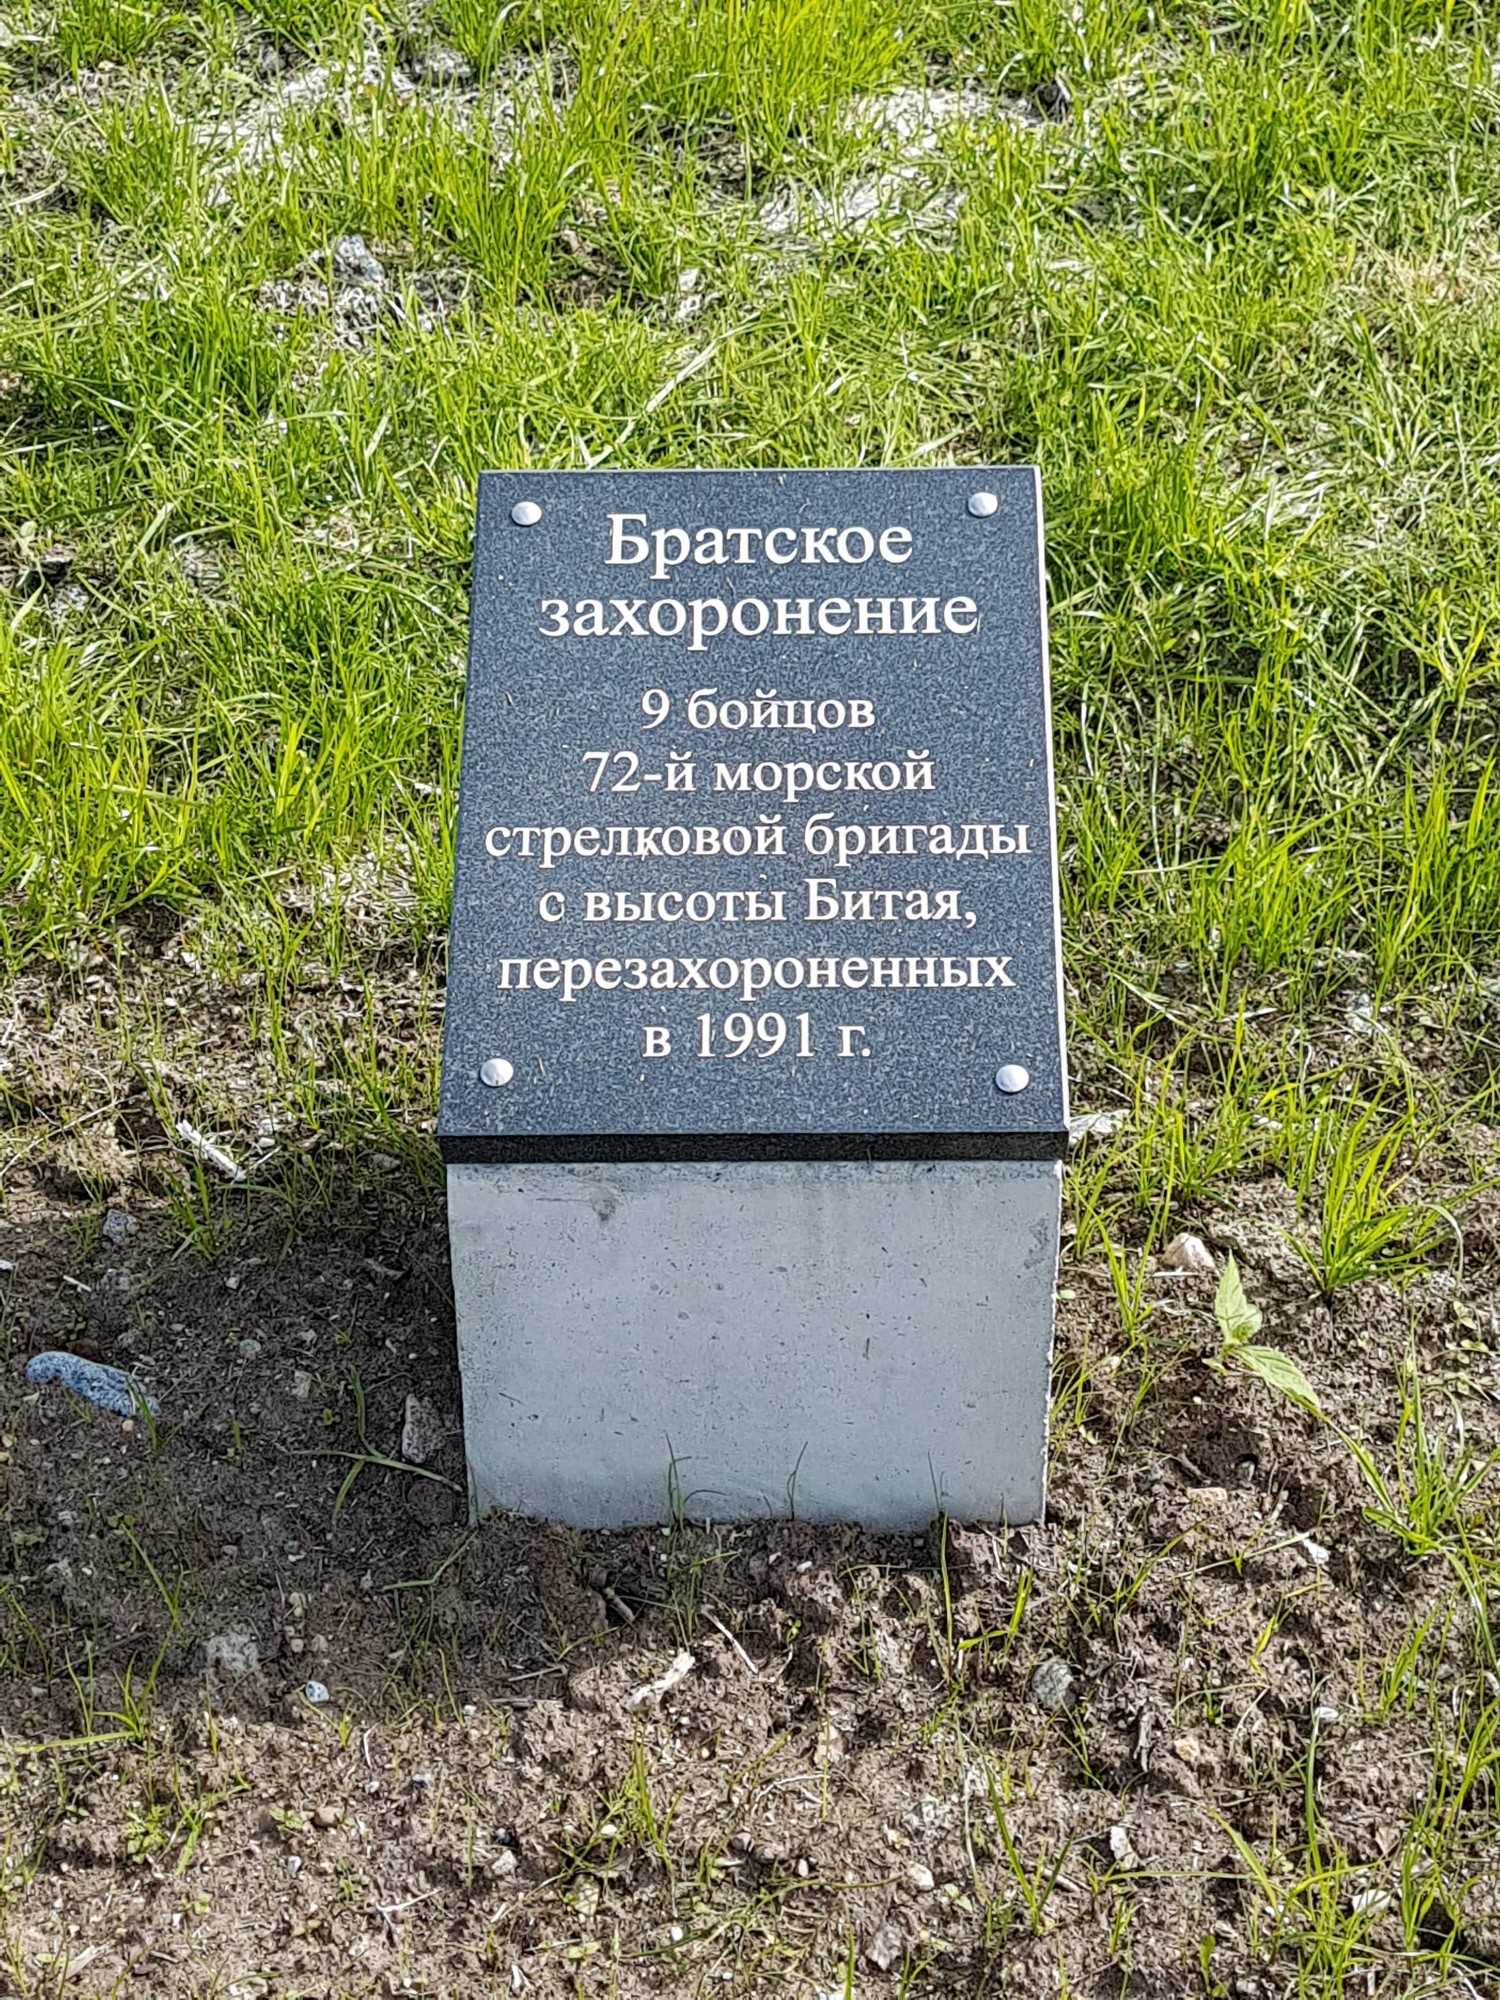 Братское
захоронение
9 бойцов
72-й морской
стрелковой бригады
с высоты Битая,
перезахороненных
в 1991 г.